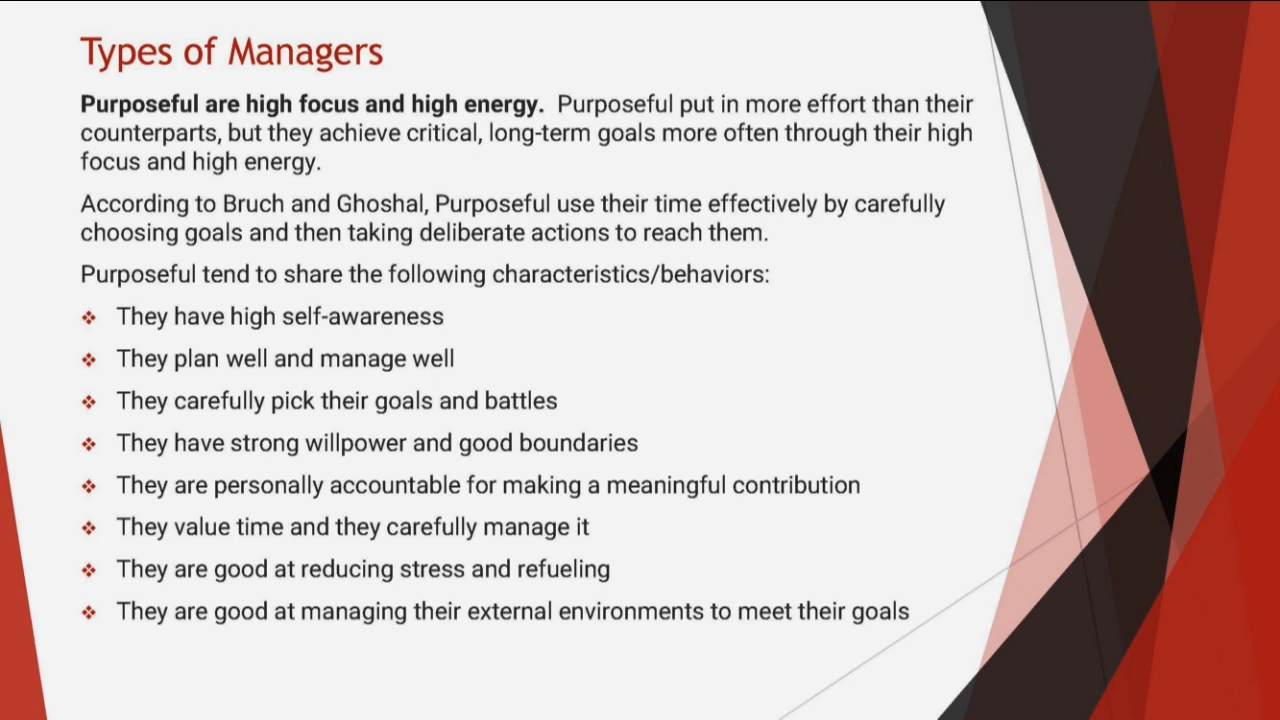 Types of Managers
Purposeful are high focus and high energy. Purposeful put in more effort than their
counterparts, but they achieve critical, long-term goals more often through their high
focus and high energy.
According to Bruch and Ghoshal, Purposeful use their time effectively by carefully
choosing goals and then taking deliberate actions to reach them.
Purposeful tend to share the following characteristics/behaviors:
❖ They have high self-awareness
❖ They plan well and manage well
❖ They carefully pick their goals and battles
❖ They have strong willpower and good boundaries
❖ They are personally accountable for making a meaningful contribution
❖ They value time and they carefully manage it
❖ They are good at reducing stress and refueling
❖ They are good at managing their external environments to meet their goals